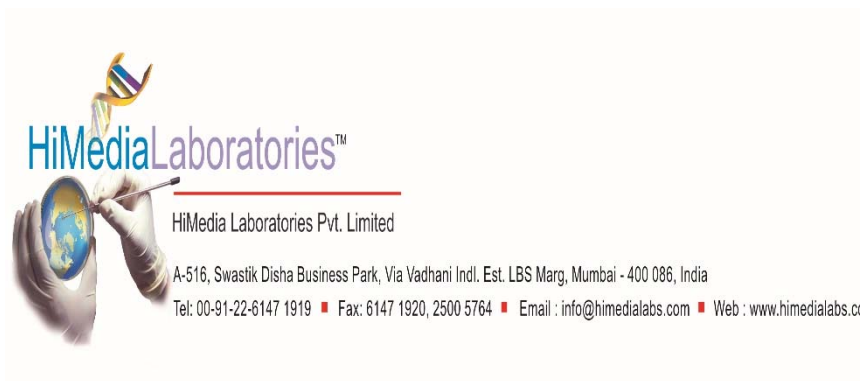 HiMediaLaboratories™
HiMedia Laboratories Pvt. Limited
A-516, Swastik Disha Business Park, Via Vadhani Indl. Est. LBS Marg, Mumbai - 400 086, India
Tel: 00-91-22-6147 1919 ■ Fax: 6147 1920, 2500 5764 ■ Email : info@himedialabs.com ■ Web : www.himedialabs.co